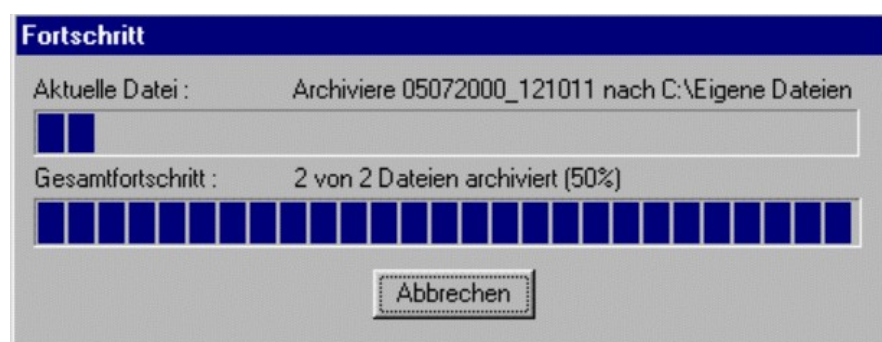 Fortschritt
Aktuelle Datei : Archiviere 05072000_121011 nach C:\Eigene Dateien
Gesamtfortschritt : 2 von 2 Dateien archiviert (50%)
Abbrechen